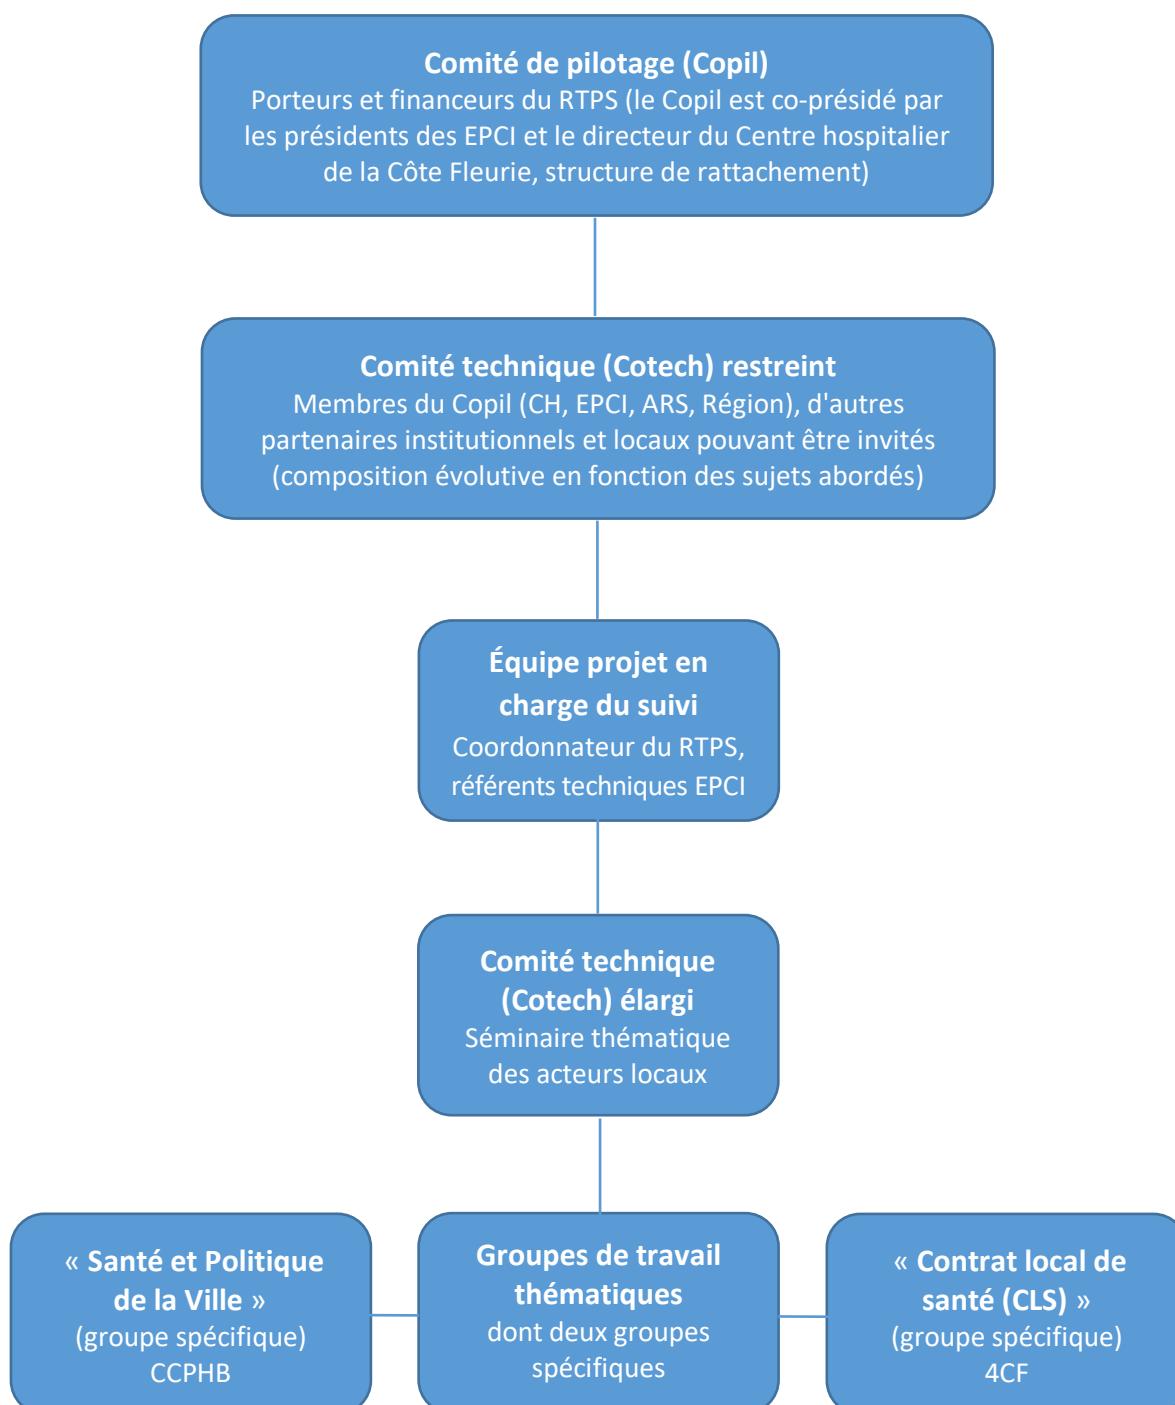 Comité de pilotage (Copil)
Porteurs et financeurs du RTPS (le Copil est co-présidé par
les présidents des EPCI et le directeur du Centre hospitalier
de la Côte Fleurie, structure de rattachement)
Comité technique (Cotech) restreint
Membres du Copil (CH, EPCI, ARS, Région), d'autres
partenaires institutionnels et locaux pouvant être invités
(composition évolutive en fonction des sujets abordés)
Équipe projet en
charge du suivi
Coordonnateur du RTPS,
référents techniques EPCI
Comité technique
(Cotech) élargi
Séminaire thématique
des acteurs locaux
« Santé et Politique
de la Ville »
(groupe spécifique)
CCPHB
Groupes de travail
thématiques
dont deux groupes
spécifiques
« Contrat local de
santé (CLS) »
(groupe spécifique)
4CF